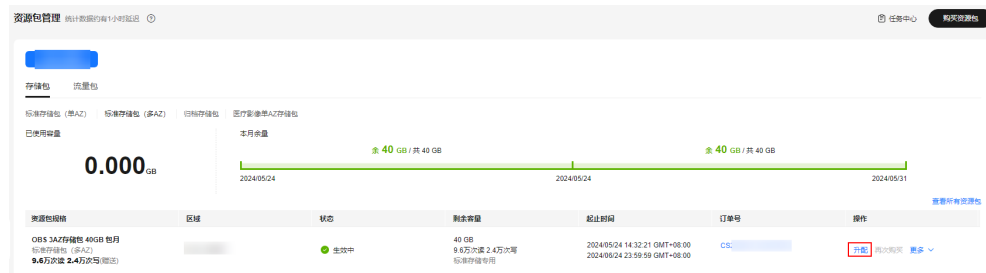 资源包管理 统计数据约有1小时延迟 ?
任务中心
购买资源包
存储包 流量包
标准存储包（单AZ） 标准存储包（多AZ） 归档存储包 医疗影像单AZ存储包
已使用容量
0.000 GB
本月余量
余 40 GB / 共 40 GB
余 40 GB / 共 40 GB
2024/05/24 2024/05/24 2024/05/31
查看所有资源包
资源包规格 区域 状态 剩余容量 起止时间 订单号 操作
OBS 3AZ存储包 40GB 包月
标准存储包（多AZ）
9.6万次读 2.4万次写(赠送)
生效中
40 GB
9.6万次读 2.4万次写
标准存储专用
2024/05/24 14:32:21 GMT+08:00
2024/06/24 23:59:59 GMT+08:00
升配 再次购买 更多